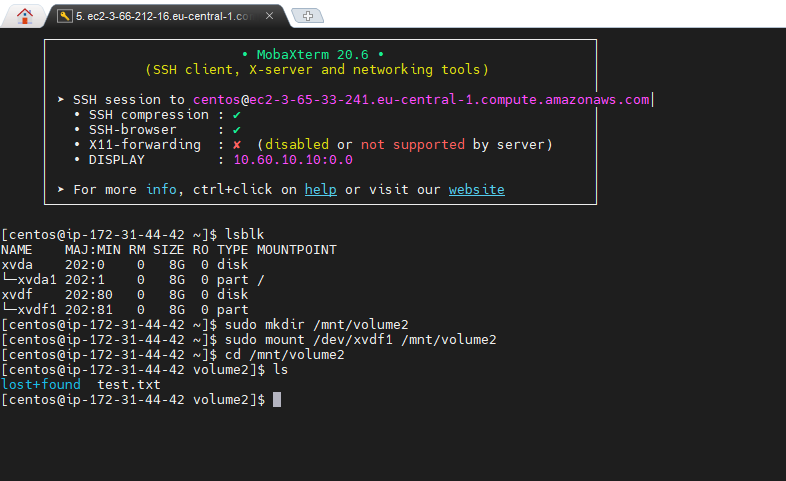 5. ec2-3-66-212-16.eu-central-1.co
• MobaXterm 20.6 •
(SSH client, X-server and networking tools)
➤ SSH session to centos@ec2-3-65-33-241.eu-central-1.compute.amazonaws.com
• SSH compression : ✔
• SSH-browser : ✔
• X11-forwarding : ✘ (disabled or not supported by server)
• DISPLAY : 10.60.10.10:0.0
➤ For more info, ctrl+click on help or visit our website
[centos@ip-172-31-44-42 ~]$ lsblk
NAME MAJ:MIN RM SIZE RO TYPE MOUNTPOINT
xvda 202:0 0 8G 0 disk
└─xvda1 202:1 0 8G 0 part /
xvdf 202:80 0 8G 0 disk
└─xvdf1 202:81 0 8G 0 part
[centos@ip-172-31-44-42 ~]$ sudo mkdir /mnt/volume2
[centos@ip-172-31-44-42 ~]$ sudo mount /dev/xvdf1 /mnt/volume2
[centos@ip-172-31-44-42 ~]$ cd /mnt/volume2
[centos@ip-172-31-44-42 volume2]$ ls
lost+found test.txt
[centos@ip-172-31-44-42 volume2]$